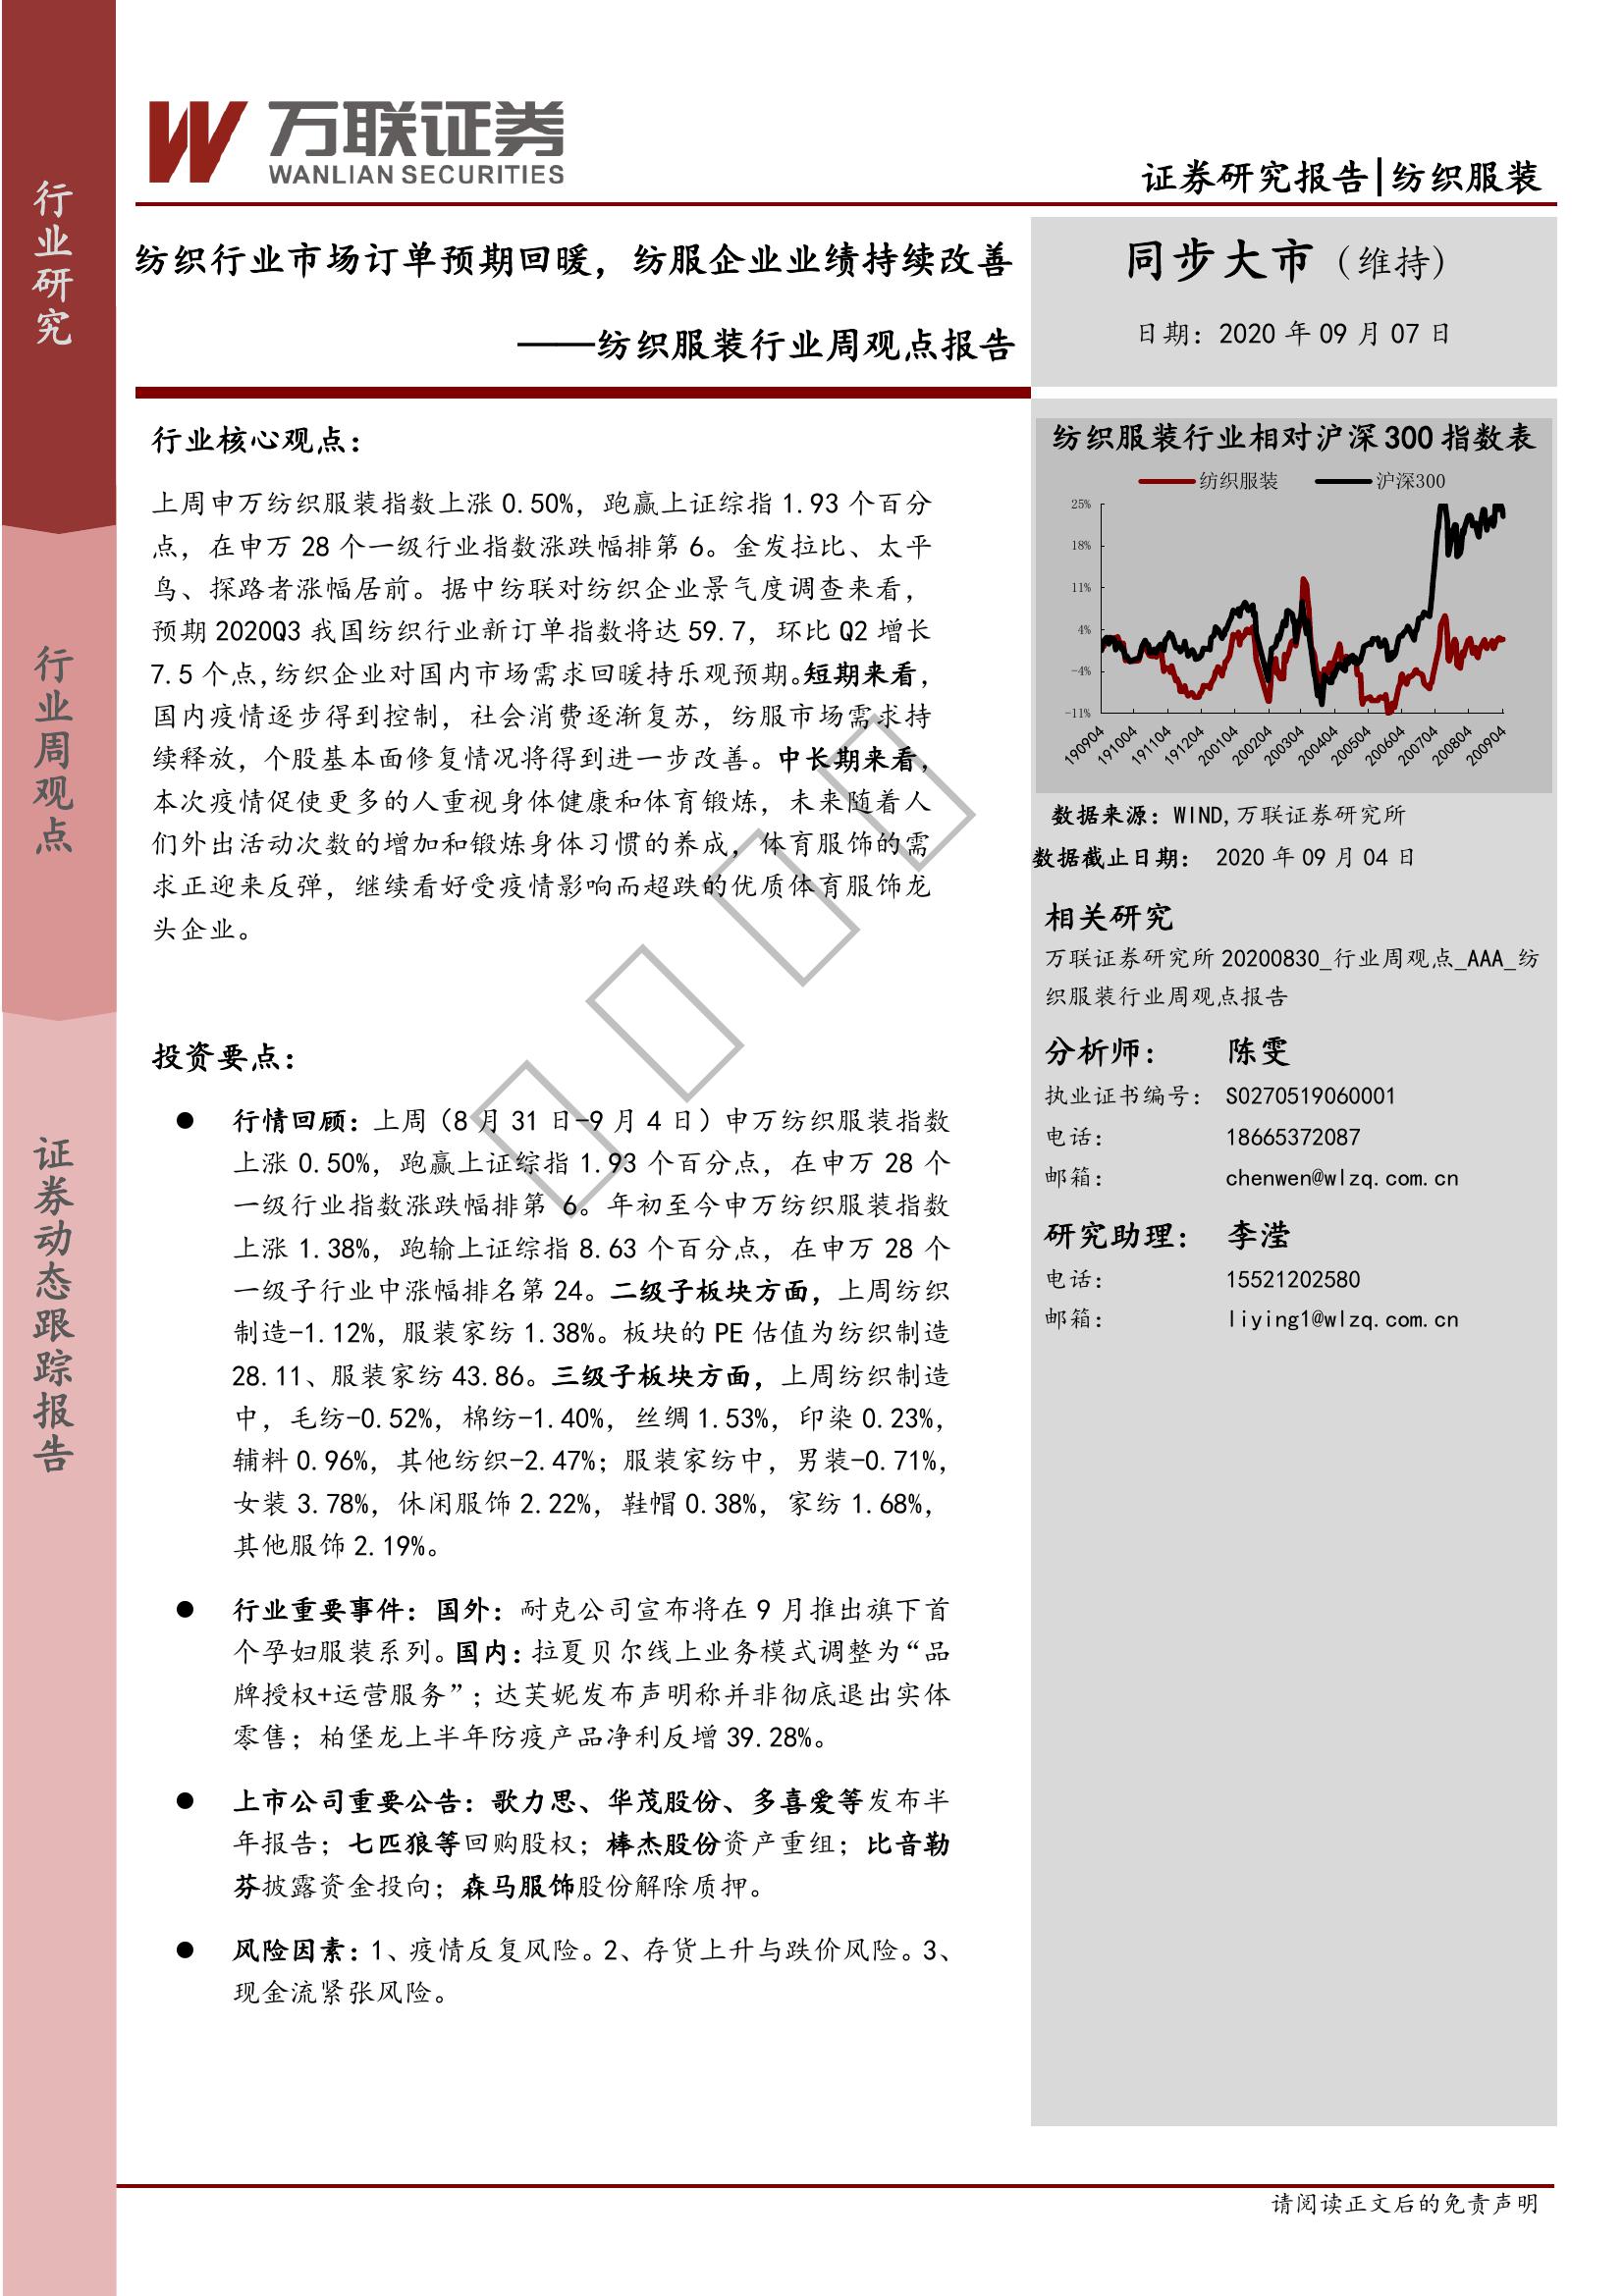 行业研究
行业周观点
证券动态跟踪报告
万联证券
WANLIAN SECURITIES
证券研究报告|纺织服装
纺织行业市场订单预期回暖，纺服企业业绩持续改善
——纺织服装行业周观点报告
同步大市（维持）
日期：2020 年 09 月 07 日
行业核心观点：
上周申万纺织服装指数上涨 0.50%，跑赢上证综指 1.93 个百分
点，在申万 28 个一级行业指数涨跌幅排第 6。金发拉比、太平
鸟、探路者涨幅居前。据中纺联对纺织企业景气度调查来看，
预期 2020Q3 我国纺织行业新订单指数将达 59.7，环比 Q2 增长
7.5 个点，纺织企业对国内市场需求回暖持乐观预期。短期来看，
国内疫情逐步得到控制，社会消费逐渐复苏，纺服市场需求持
续释放，个股基本面修复情况将得到进一步改善。中长期来看，
本次疫情促使更多的人重视身体健康和体育锻炼，未来随着人
们外出活动次数的增加和锻炼身体习惯的养成，体育服饰的需
求正迎来反弹，继续看好受疫情影响而超跌的优质体育服饰龙
头企业。
投资要点：
● 行情回顾：上周（8 月 31 日-9 月 4 日）申万纺织服装指数
上涨 0.50%，跑赢上证综指 1.93 个百分点，在申万 28 个
一级行业指数涨跌幅排第 6。年初至今申万纺织服装指数
上涨 1.38%，跑输上证综指 8.63 个百分点，在申万 28 个
一级子行业中涨幅排名第 24。二级子板块方面，上周纺织
制造-1.12%，服装家纺 1.38%。板块的 PE 估值为纺织制造
28.11、服装家纺 43.86。三级子板块方面，上周纺织制造
中，毛纺-0.52%，棉纺-1.40%，丝绸 1.53%，印染 0.23%，
辅料 0.96%，其他纺织-2.47%；服装家纺中，男装-0.71%，
女装 3.78%，休闲服饰 2.22%，鞋帽 0.38%，家纺 1.68%，
其他服饰 2.19%。
● 行业重要事件：国外：耐克公司宣布将在 9 月推出旗下首
个孕妇服装系列。国内：拉夏贝尔线上业务模式调整为“品
牌授权+运营服务”；达芙妮发布声明称并非彻底退出实体
零售；柏堡龙上半年防疫产品净利反增 39.28%。
● 上市公司重要公告：歌力思、华茂股份、多喜爱等发布半
年报告；七匹狼等回购股权；棒杰股份资产重组；比音勒
芬披露资金投向；森马服饰股份解除质押。
● 风险因素：1、疫情反复风险。2、存货上升与跌价风险。3、
现金流紧张风险。
纺织服装行业相对沪深 300 指数表
纺织服装 沪深300
25%
18%
11%
4%
-4%
-11%
190904 191004 191104 191204 200104 200204 200304 200404 200504 200604 200704 200804 200904
数据来源：WIND,万联证券研究所
数据截止日期： 2020 年 09 月 04 日
相关研究
万联证券研究所 20200830_行业周观点_AAA_纺
织服装行业周观点报告
分析师： 陈雯
执业证书编号： S0270519060001
电话： 18665372087
邮箱： chenwen@wlzq.com.cn
研究助理： 李滢
电话： 15521202580
邮箱： liying1@wlzq.com.cn
请阅读正文后的免责声明